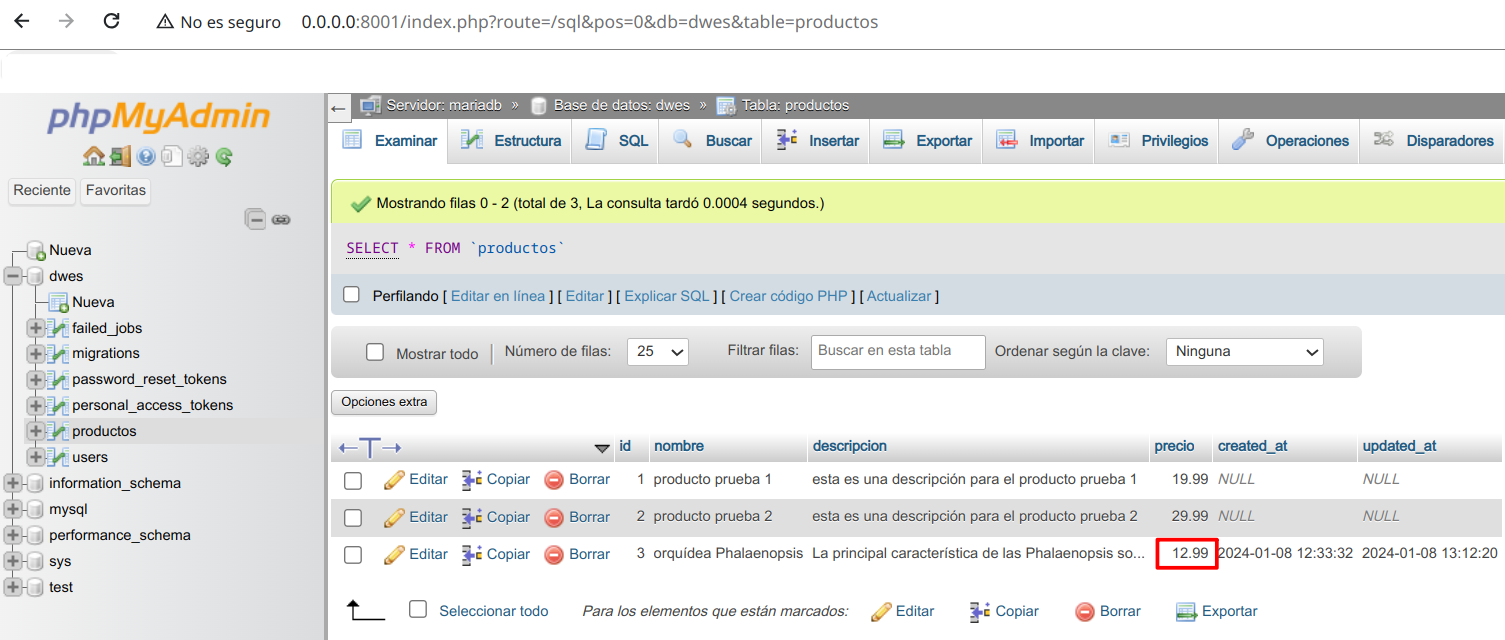 No es seguro 0.0.0.0:8001/index.php?route=/sql&pos=0&db=dwes&table=productos
phpMyAdmin
Reciente Favoritas
Nueva
dwes
Nueva
failed_jobs
migrations
password_reset_tokens
personal_access_tokens
productos
users
information_schema
mysql
performance_schema
sys
test
Servidor: mariadb » Base de datos: dwes » Tabla: productos
Examinar Estructura SQL Buscar Insertar Exportar Importar Privilegios Operaciones Disparadores
Mostrando filas 0 - 2 (total de 3, La consulta tardó 0.0004 segundos.)
SELECT * FROM `productos`
Perfilando [ Editar en línea ] [ Editar ] [ Explicar SQL ] [ Crear código PHP ] [ Actualizar ]
Mostrar todo | Número de filas: 25 Filtrar filas: Buscar en esta tabla Ordenar según la clave: Ninguna
Opciones extra
←T→ id nombre descripcion precio created_at updated_at
Editar Copiar Borrar 1 producto prueba 1 esta es una descripción para el producto prueba 1 19.99 NULL NULL
Editar Copiar Borrar 2 producto prueba 2 esta es una descripción para el producto prueba 2 29.99 NULL NULL
Editar Copiar Borrar 3 orquídea Phalaenopsis La principal característica de las Phalaenopsis so... 12.99 2024-01-08 12:33:32 2024-01-08 13:12:20
Seleccionar todo Para los elementos que están marcados: Editar Copiar Borrar Exportar